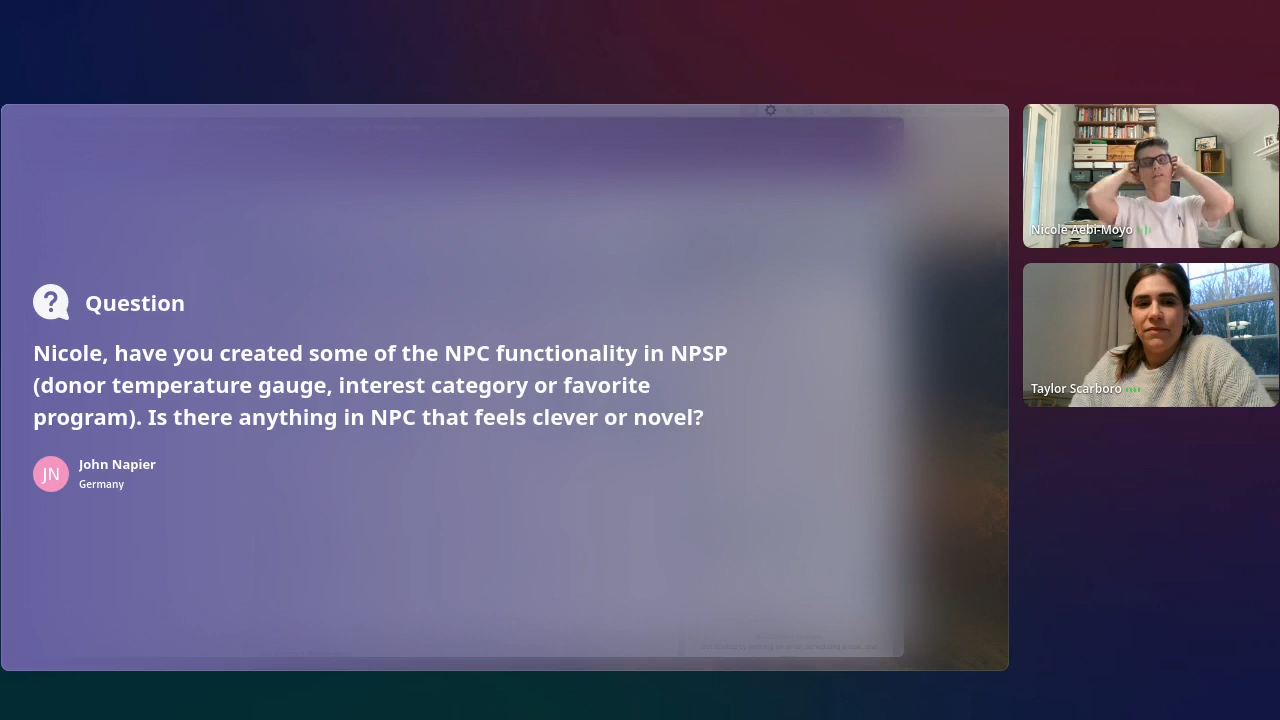 Question
Nicole, have you created some of the NPC functionality in NPSP
(donor temperature gauge, interest category or favorite
program). Is there anything in NPC that feels clever or novel?
JN
John Napier
Germany
Nicole Aebi-Moyo
Taylor Scarboro